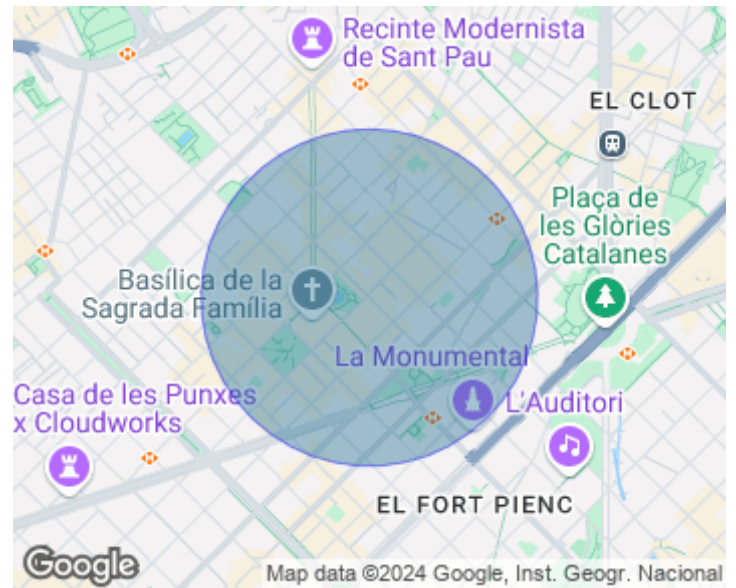 Recinte Modernista
de Sant Pau
EL CLOT
Plaça de
les Glòries
Catalanes
Basílica de la
Sagrada Família
La Monumental
Casa de les Punxes
x Cloudworks
L'Auditori
EL FORT PIENC
Google
Map data ©2024 Google, Inst. Geogr. Nacional